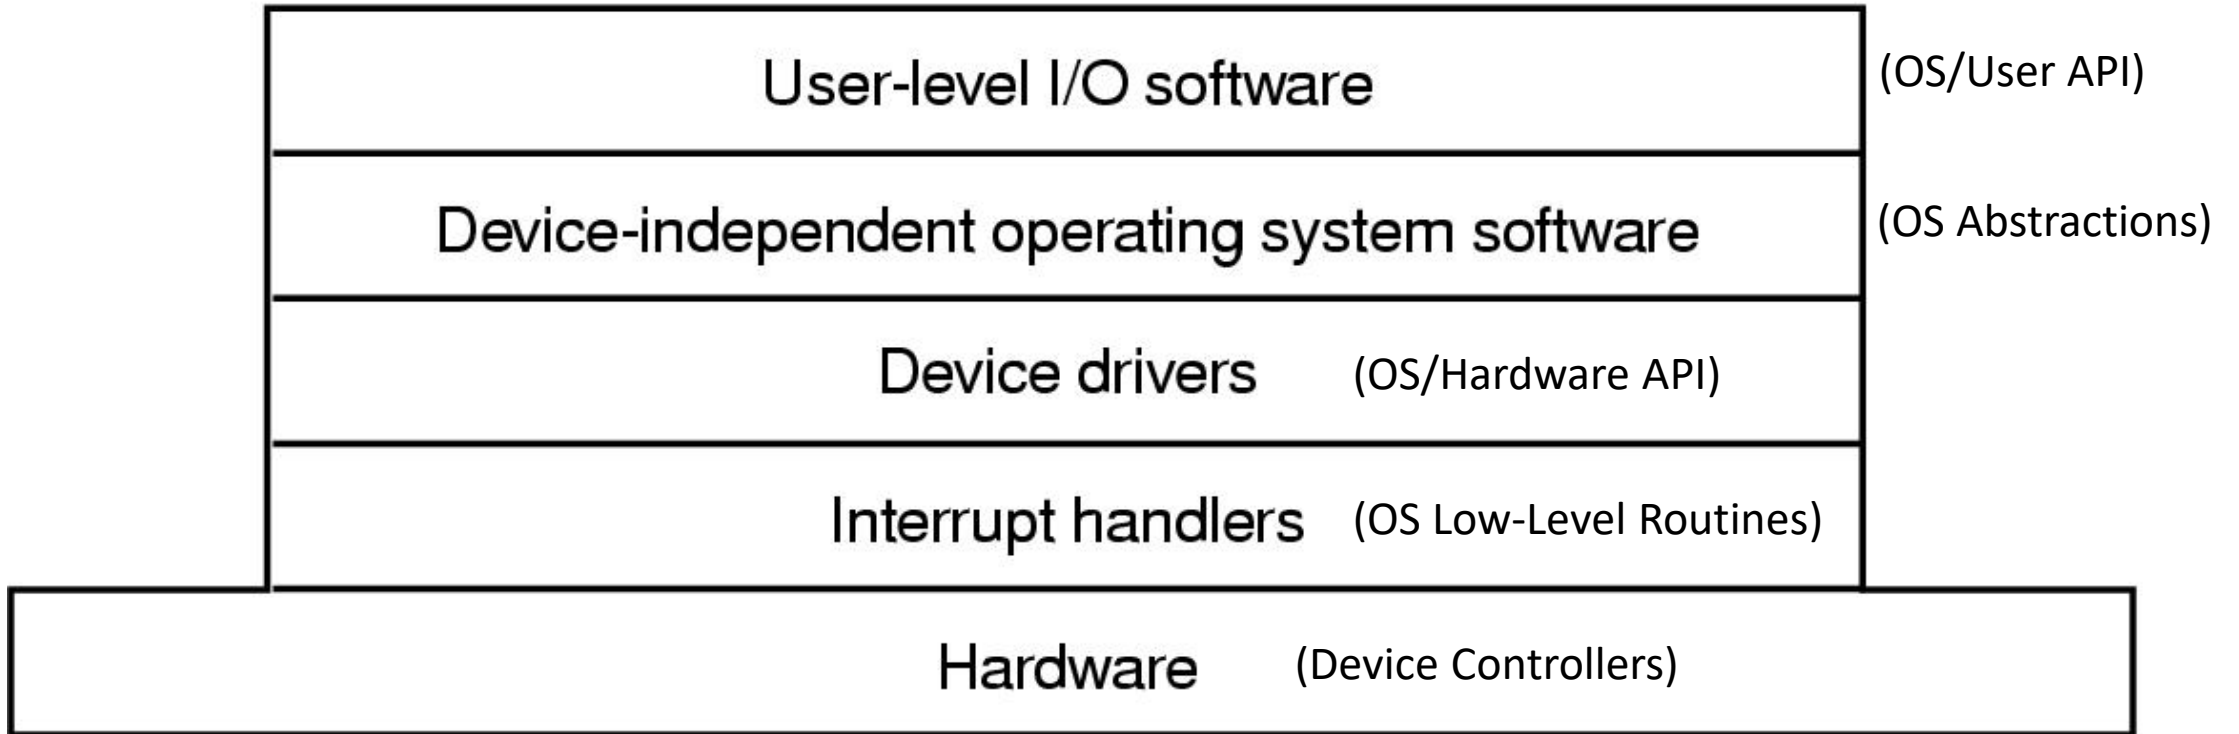 User-level I/O software (OS/User API)
Device-independent operating system software (OS Abstractions)
Device drivers (OS/Hardware API)
Interrupt handlers (OS Low-Level Routines)
Hardware (Device Controllers)